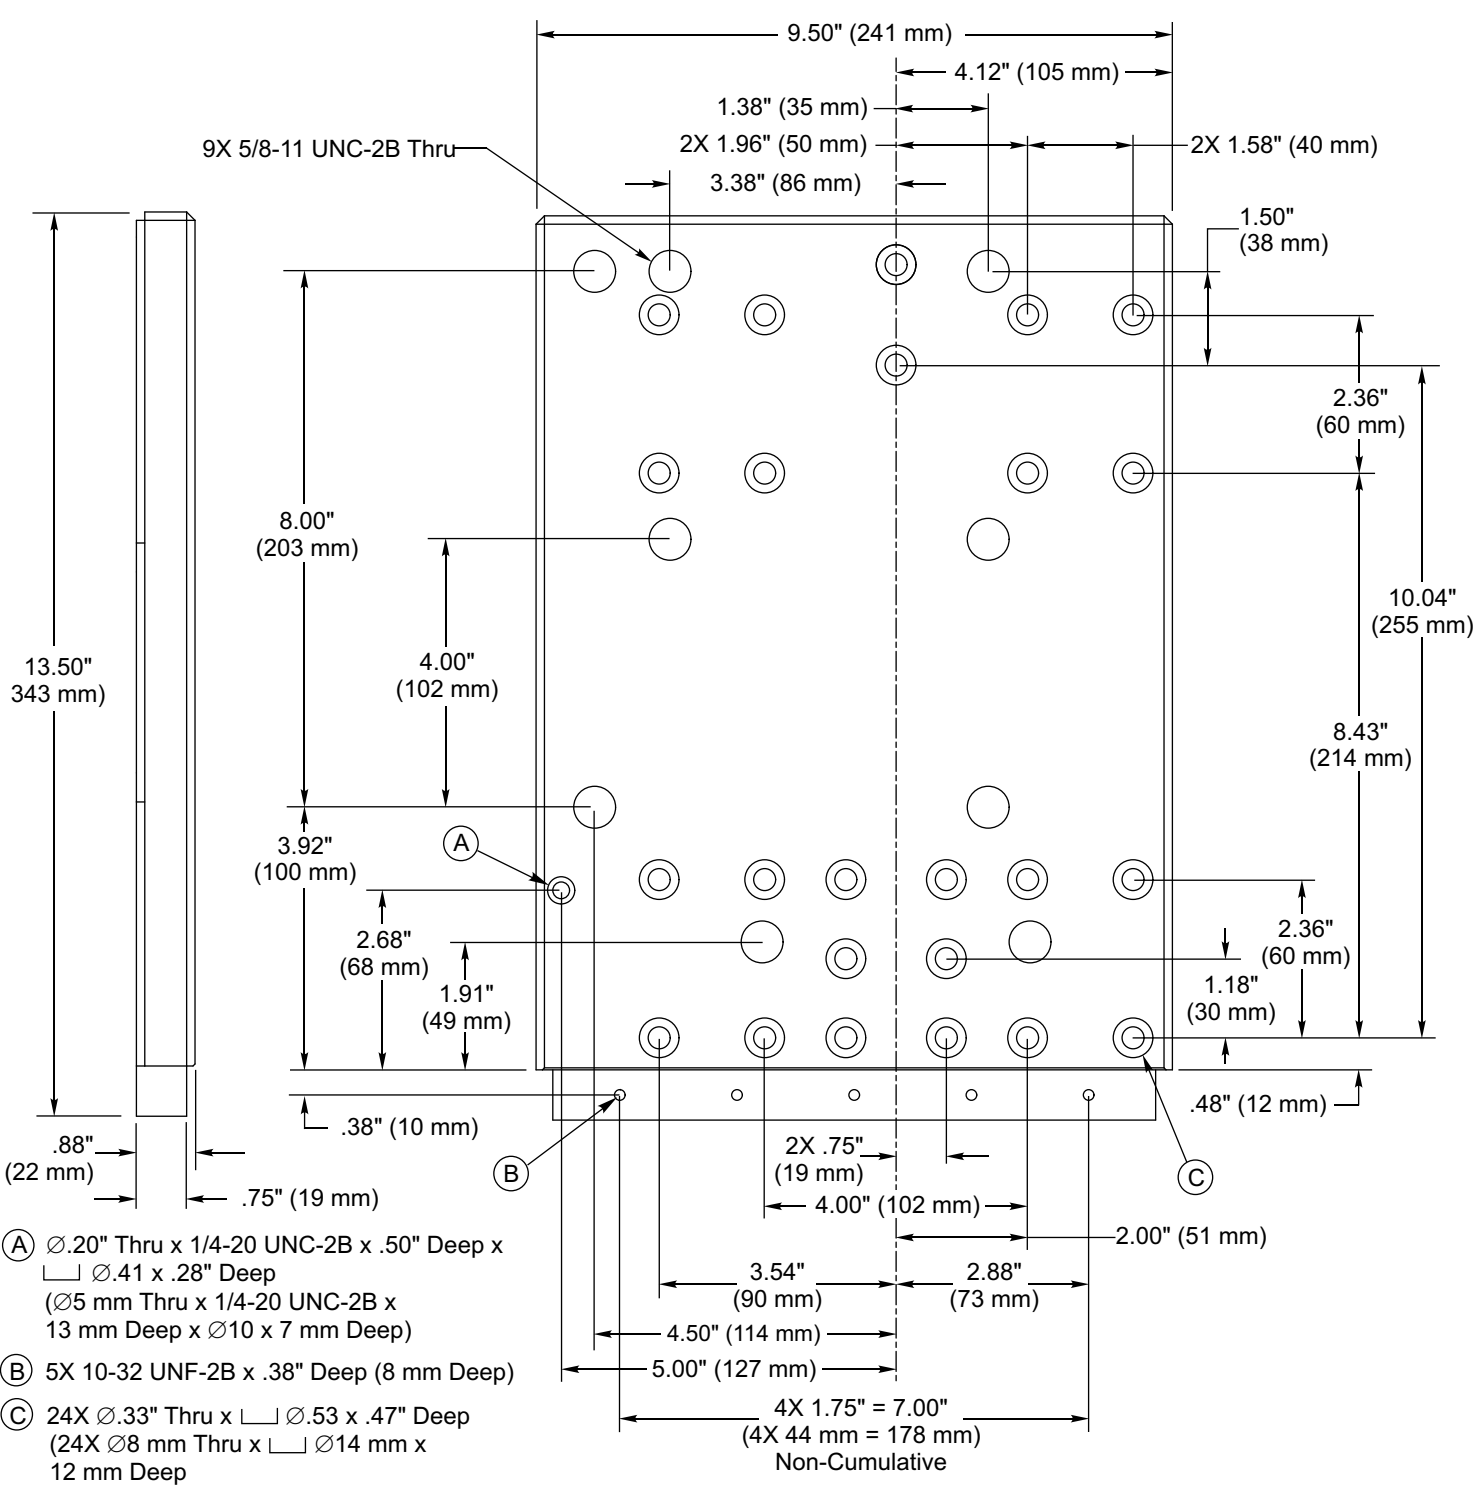 9.50" (241 mm)
4.12" (105 mm)
1.38" (35 mm)
9X 5/8-11 UNC-2B Thru
2X 1.96" (50 mm)
2X 1.58" (40 mm)
3.38" (86 mm)
1.50"
(38 mm)
2.36"
(60 mm)
8.00"
(203 mm)
10.04"
(255 mm)
13.50"
343 mm)
4.00"
(102 mm)
8.43"
(214 mm)
3.92"
(100 mm)
A
2.68"
(68 mm)
2.36"
(60 mm)
1.91"
(49 mm)
1.18"
(30 mm)
.38" (10 mm)
.48" (12 mm)
.88"
(22 mm)
2X .75"
(19 mm)
B
C
.75" (19 mm)
4.00" (102 mm)
2.00" (51 mm)
3.54"
(90 mm)
2.88"
(73 mm)
4.50" (114 mm)
5.00" (127 mm)
4X 1.75" = 7.00"
(4X 44 mm = 178 mm)
Non-Cumulative
A ∅.20" Thru x 1/4-20 UNC-2B x .50" Deep x
⌴ ∅.41 x .28" Deep
(∅5 mm Thru x 1/4-20 UNC-2B x
13 mm Deep x ∅10 x 7 mm Deep)
B 5X 10-32 UNF-2B x .38" Deep (8 mm Deep)
C 24X ∅.33" Thru x ⌴ ∅.53 x .47" Deep
(24X ∅8 mm Thru x ⌴ ∅14 mm x
12 mm Deep